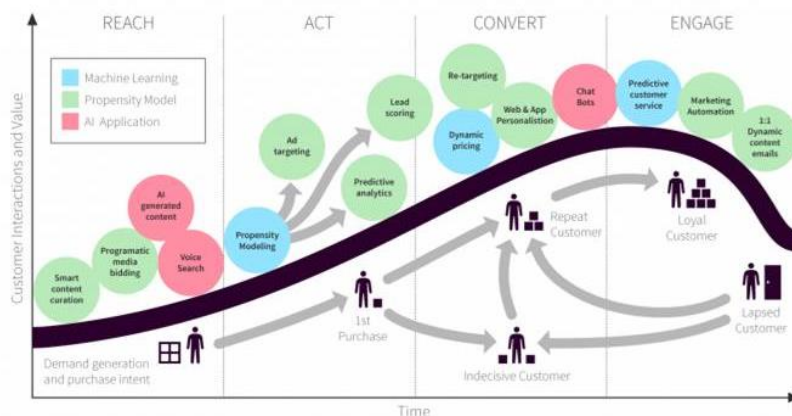 REACH
ACT
CONVERT
ENGAGE
Customer Interactions and Value
Machine Learning
Propensity Model
AI Application
Smart
content
curation
Programatic
media
bidding
AI
generated
content
Voice
Search
Propensity
Modeling
Ad
targeting
Lead
scoring
Predictive
analytics
Re-targeting
Dynamic
pricing
Web & App
Personalistion
Chat
Bots
Predictive
customer
service
Marketing
Automation
1:1
Dynamic
content
emails
Demand generation
and purchase intent
1st
Purchase
Repeat
Customer
Indecisive Customer
Loyal
Customer
Lapsed
Customer
Time